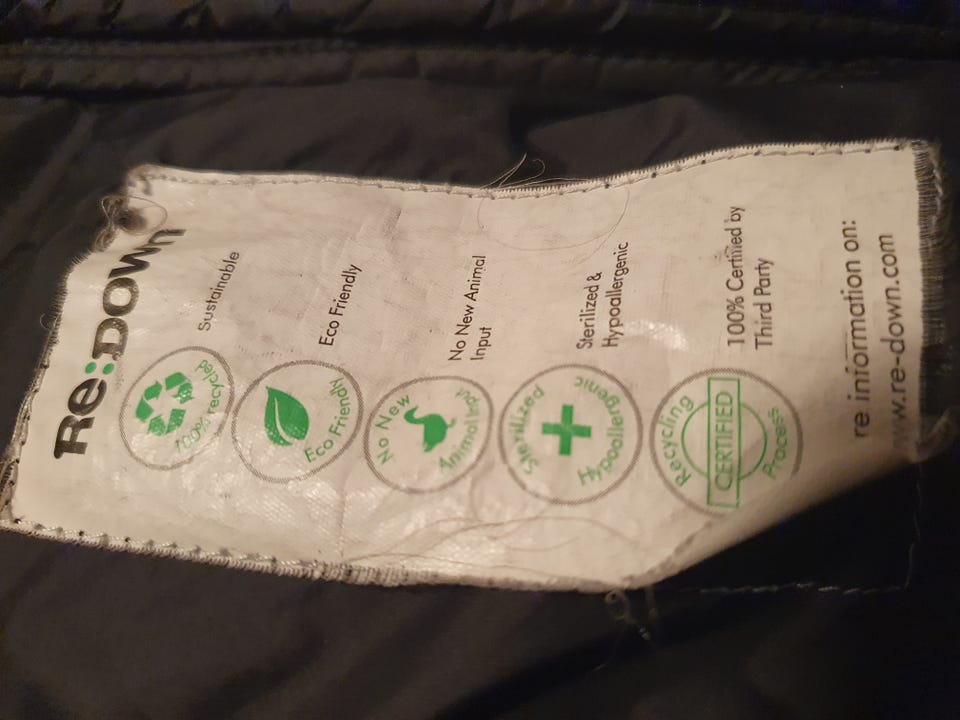 Re:DOWN
100% recycled
Sustainable
Eco Friendly
Eco Friendly
No New Animal Input
No New Animal
Input
Sterilized Hypoallergenic
Sterilized &
Hypoallergenic
Recycling CERTIFIED Process
100% Certified by
Third Party
re information on:
www.re-down.com